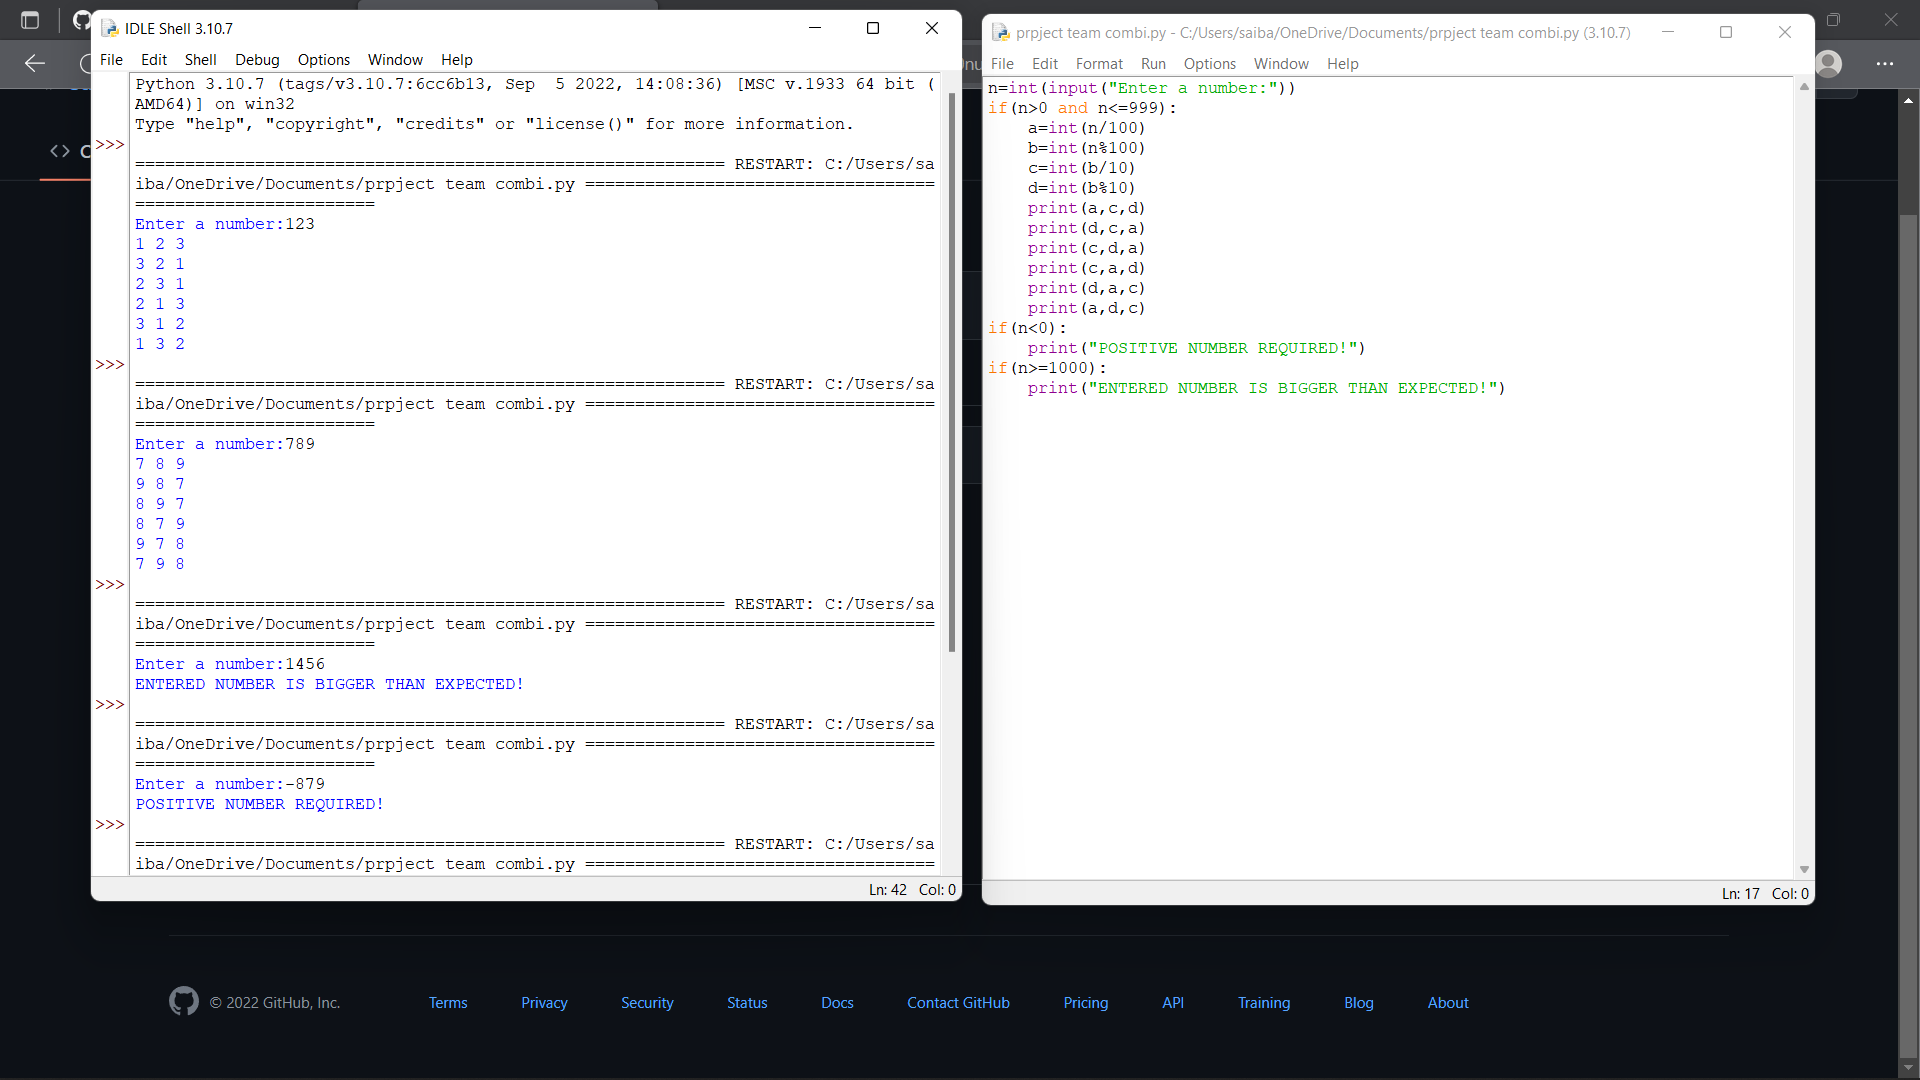 IDLE Shell 3.10.7
File Edit Shell Debug Options Window Help
Python 3.10.7 (tags/v3.10.7:6cc6b13, Sep  5 2022, 14:08:36) [MSC v.1933 64 bit (
AMD64)] on win32
Type "help", "copyright", "credits" or "license()" for more information.
>>>
=========================================================== RESTART: C:/Users/sa
iba/OneDrive/Documents/prpject team combi.py ===================================
========================
Enter a number:123
1 2 3
3 2 1
2 3 1
2 1 3
3 1 2
1 3 2
>>>
=========================================================== RESTART: C:/Users/sa
iba/OneDrive/Documents/prpject team combi.py ===================================
========================
Enter a number:789
7 8 9
9 8 7
8 9 7
8 7 9
9 7 8
7 9 8
>>>
=========================================================== RESTART: C:/Users/sa
iba/OneDrive/Documents/prpject team combi.py ===================================
========================
Enter a number:1456
ENTERED NUMBER IS BIGGER THAN EXPECTED!
>>>
=========================================================== RESTART: C:/Users/sa
iba/OneDrive/Documents/prpject team combi.py ===================================
========================
Enter a number:-879
POSITIVE NUMBER REQUIRED!
>>>
=========================================================== RESTART: C:/Users/sa
iba/OneDrive/Documents/prpject team combi.py ===================================
Ln: 42 Col: 0
prpject team combi.py - C:/Users/saiba/OneDrive/Documents/prpject team combi.py (3.10.7)
File Edit Format Run Options Window Help
n=int(input("Enter a number:"))
if(n>0 and n<=999):
    a=int(n/100)
    b=int(n%100)
    c=int(b/10)
    d=int(b%10)
    print(a,c,d)
    print(d,c,a)
    print(c,d,a)
    print(c,a,d)
    print(d,a,c)
    print(a,d,c)
if(n<0):
    print("POSITIVE NUMBER REQUIRED!")
if(n>=1000):
    print("ENTERED NUMBER IS BIGGER THAN EXPECTED!")
Ln: 17 Col: 0
© 2022 GitHub, Inc. Terms Privacy Security Status Docs Contact GitHub Pricing API Training Blog About